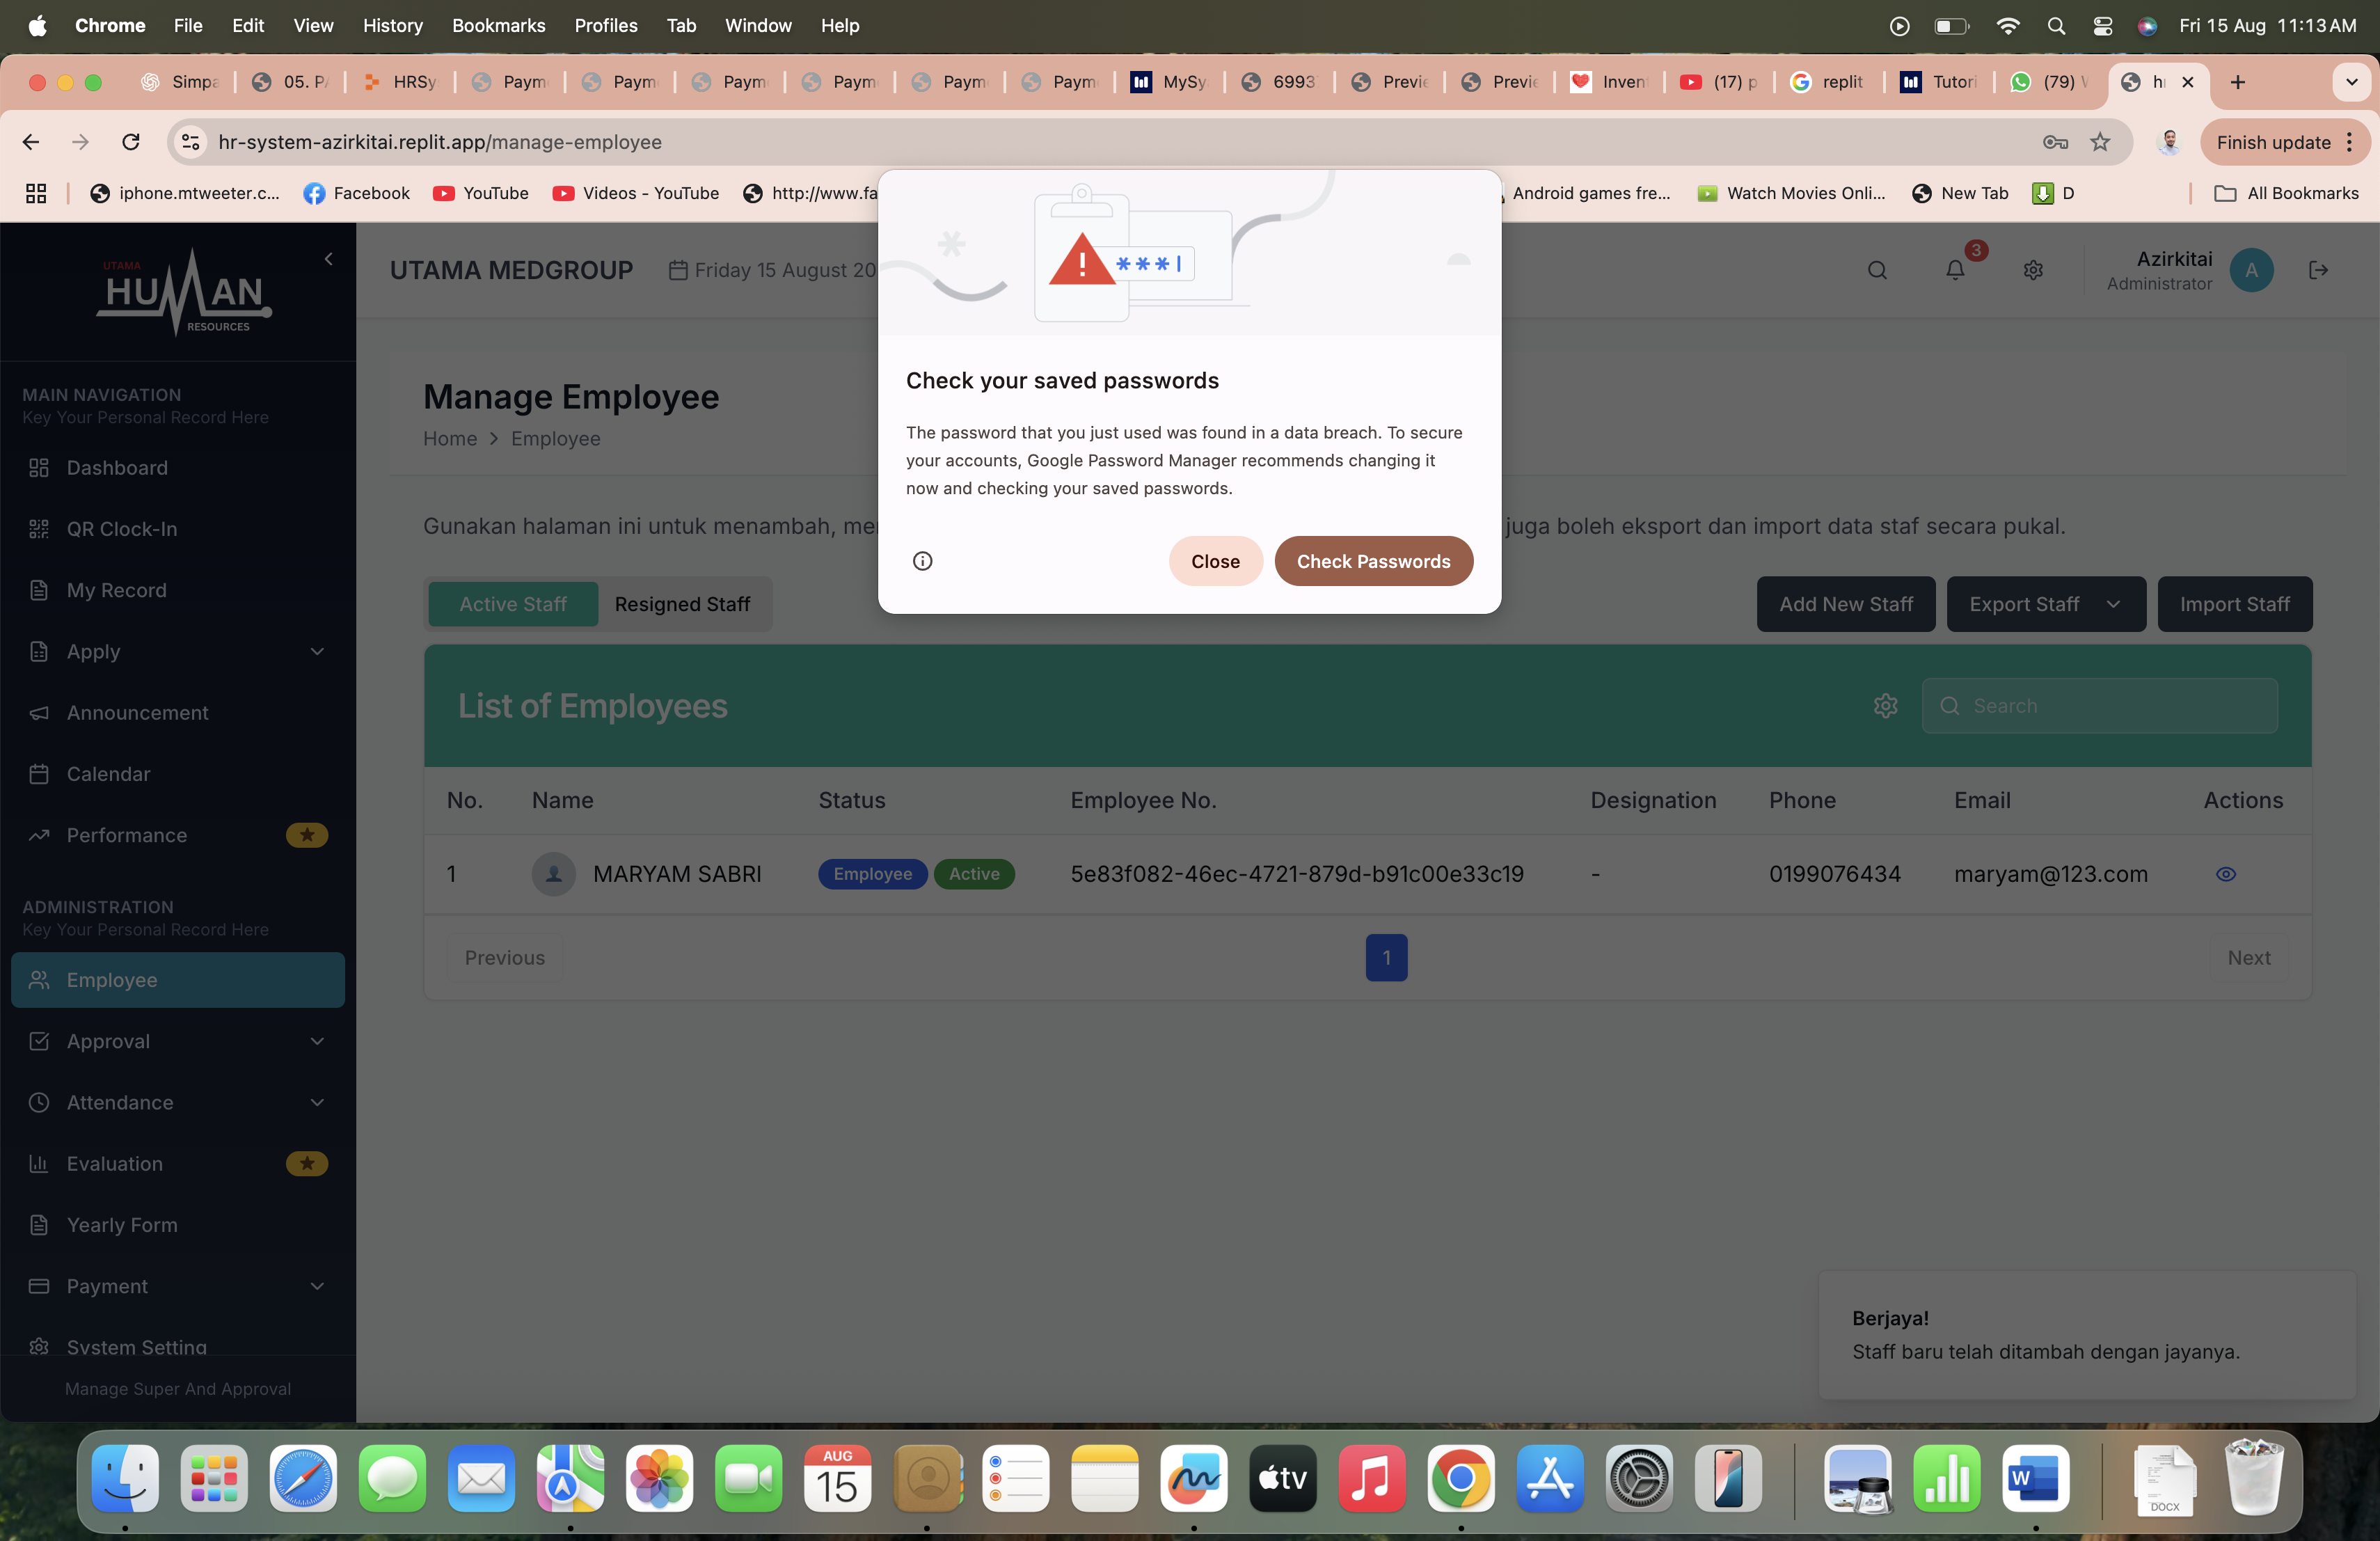 Chrome File Edit View History Bookmarks Profiles Tab Window Help Fri 15 Aug 11:13 AM
Simpa 05. P HRSy Paym Paym Paym Paym Paym Paym MySy 6993 Previe Previe Inven (17) p replit Tutori (79) h
hr-system-azirkitai.replit.app/manage-employee Finish update
iphone.mtweeter.c... Facebook YouTube Videos - YouTube http://www.fa Android games fre... Watch Movies Onli... New Tab D All Bookmarks
UTAMA
HUMAN
RESOURCES
UTAMA MEDGROUP Friday 15 August 20 3 Azirkitai A
Administrator
***|
Check your saved passwords
The password that you just used was found in a data breach. To secure
your accounts, Google Password Manager recommends changing it
now and checking your saved passwords.
Close Check Passwords
MAIN NAVIGATION
Key Your Personal Record Here
Dashboard
QR Clock-In
My Record
Apply
Announcement
Calendar
Performance
ADMINISTRATION
Key Your Personal Record Here
Employee
Approval
Attendance
Evaluation
Yearly Form
Payment
System Setting
Manage Super And Approval
Manage Employee
Home > Employee
Gunakan halaman ini untuk menambah, juga boleh eksport dan import data staf secara pukal.
Active Staff Resigned Staff Add New Staff Export Staff Import Staff
List of Employees Search
No. Name Status Employee No. Designation Phone Email Actions
1 MARYAM SABRI Employee Active 5e83f082-46ec-4721-879d-b91c00e33c19 - 0199076434 maryam@123.com
Previous 1 Next
Berjaya!
Staff baru telah ditambah dengan jayanya.
AUG
15
tv
W
DOCX